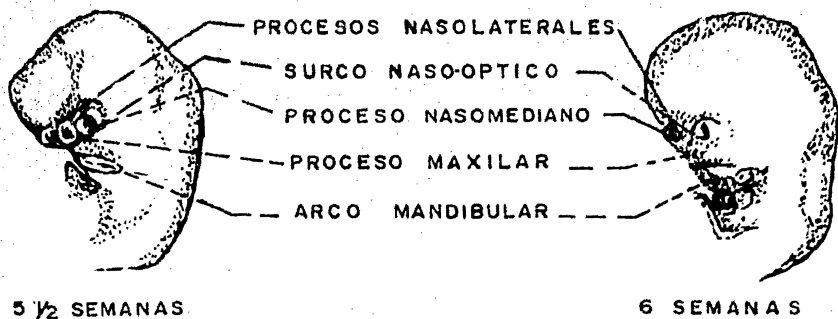 PROCESOS NASOLATERALES
SURCO NASO-OPTICO
PROCESO NASOMEDIANO
PROCESO MAXILAR
ARCO MANDIBULAR
5 1/2 SEMANAS
6 SEMANAS